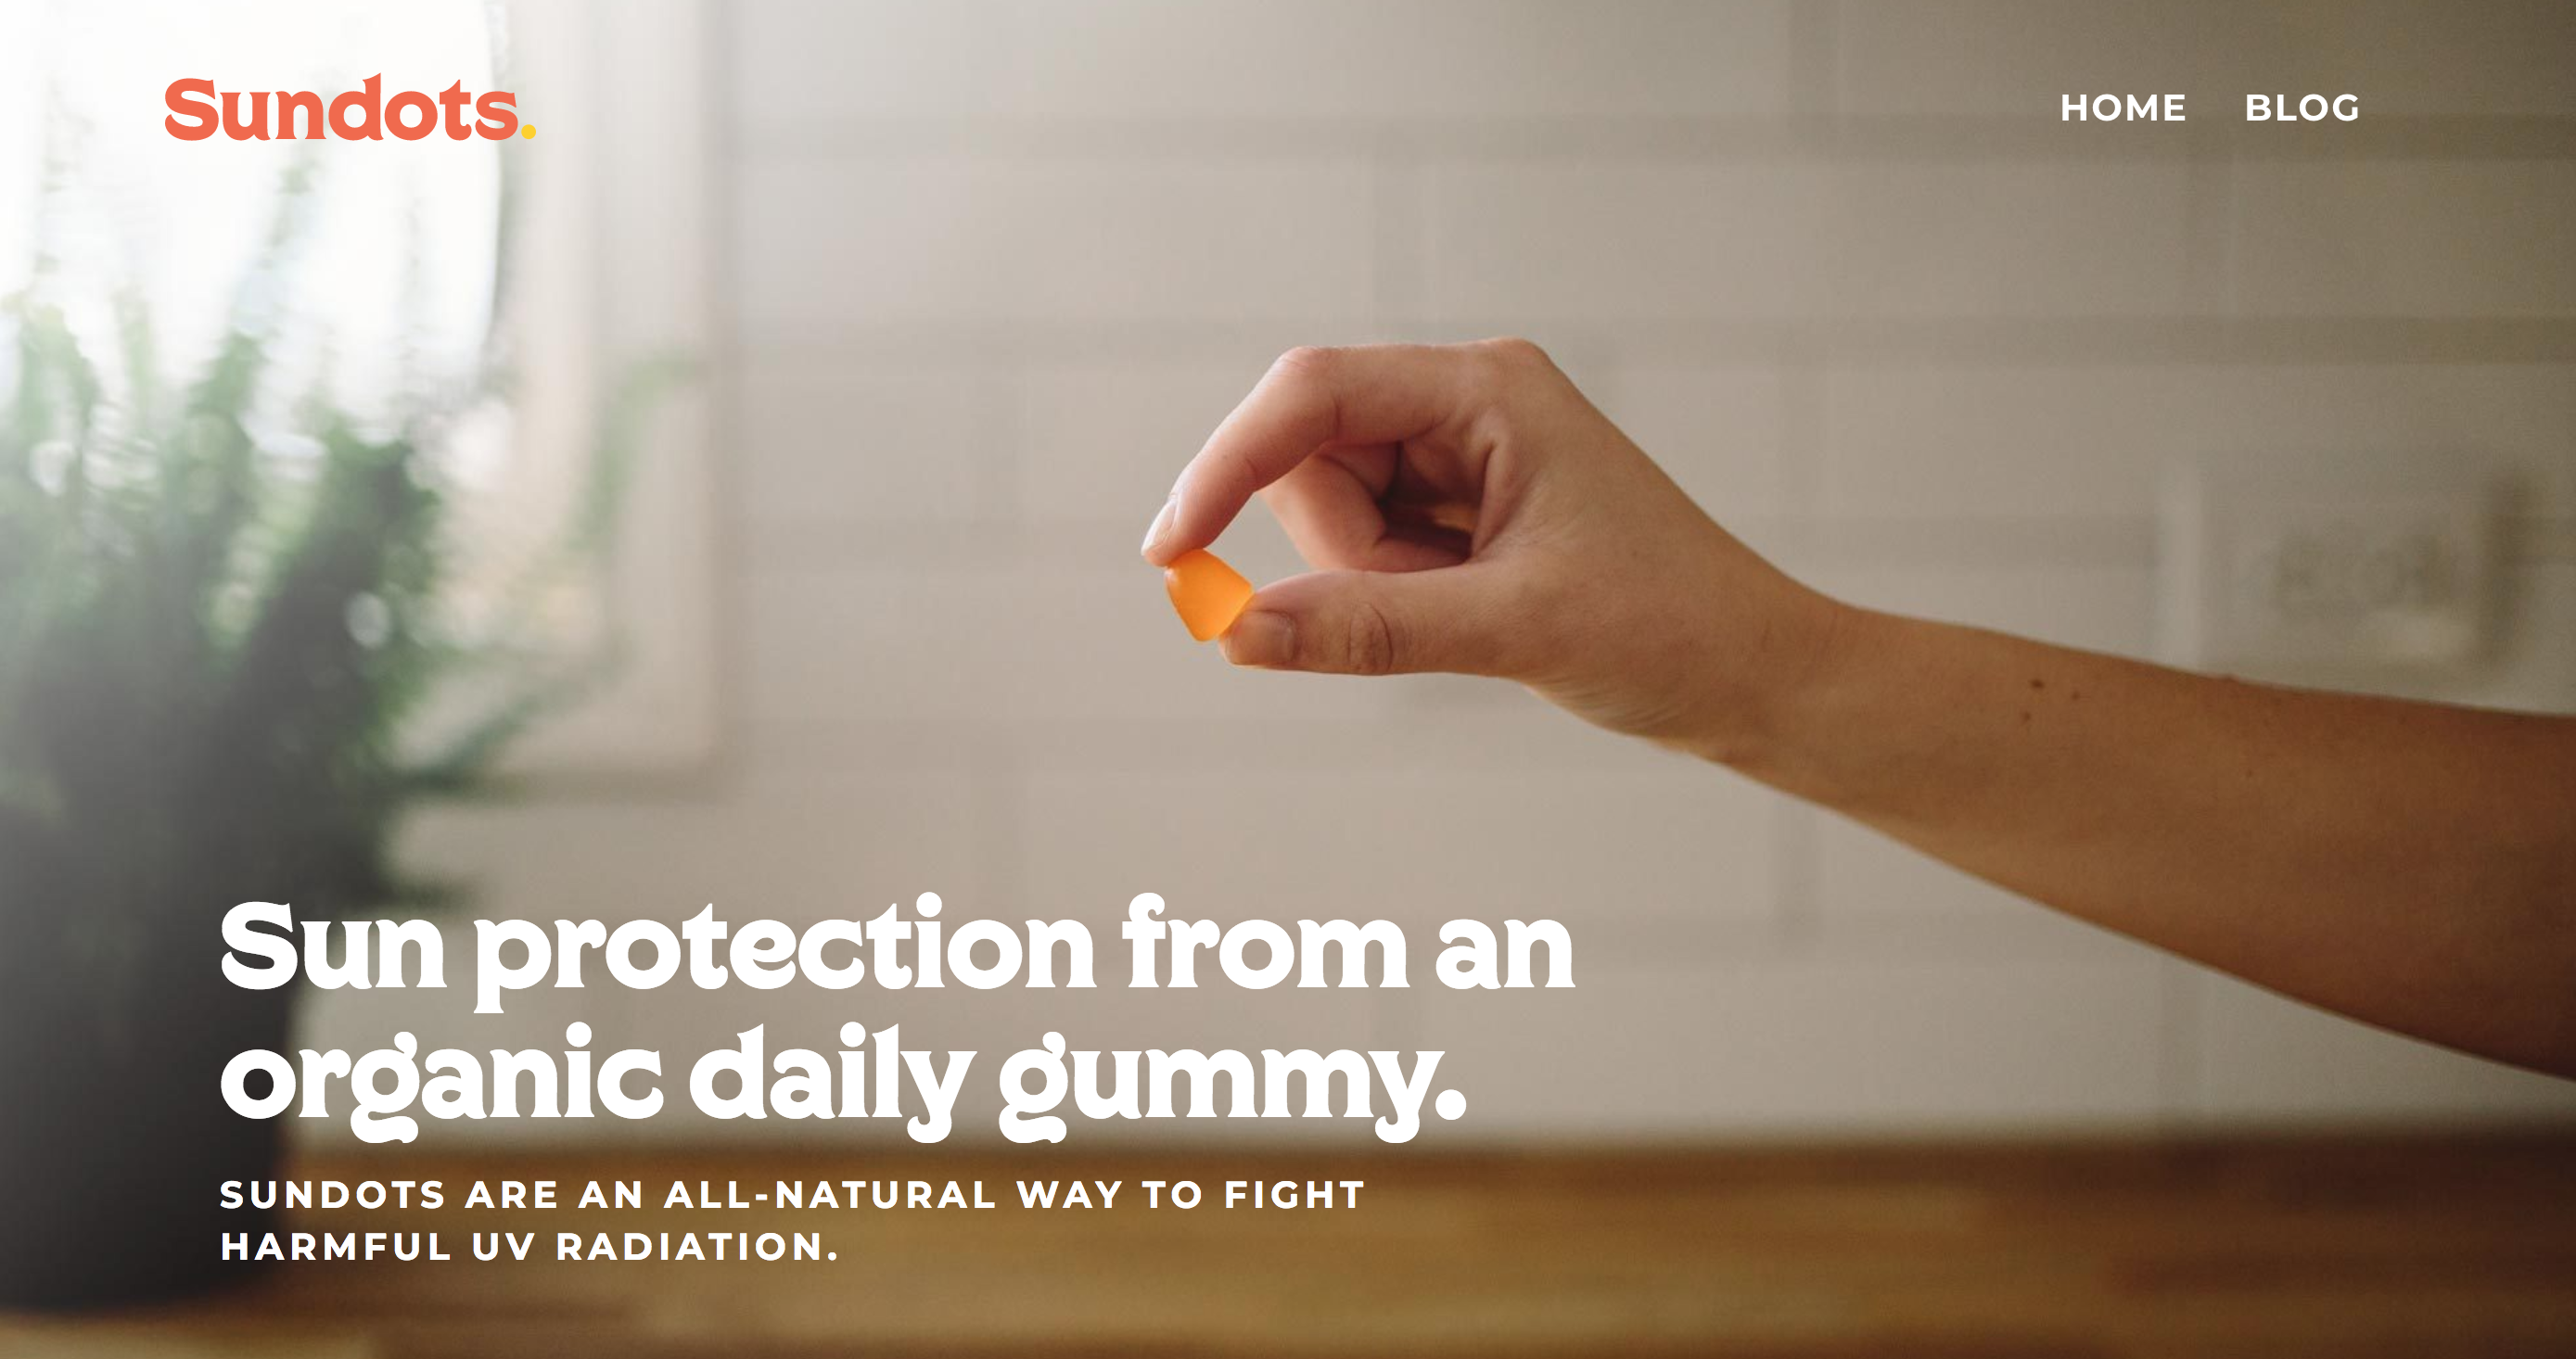 Sundots.
HOME BLOG
Sun protection from an
organic daily gummy.
SUNDOTS ARE AN ALL-NATURAL WAY TO FIGHT
HARMFUL UV RADIATION.